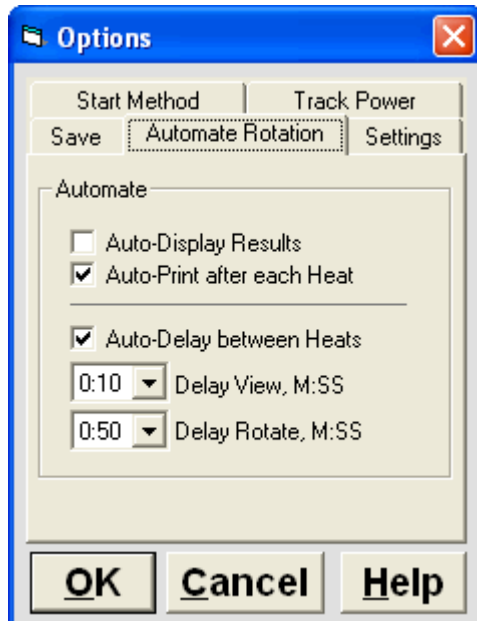 Options
Start Method Track Power
Save Automate Rotation Settings
Automate
Auto-Display Results
Auto-Print after each Heat
Auto-Delay between Heats
0:10 Delay View, M:SS
0:50 Delay Rotate, M:SS
OK Cancel Help